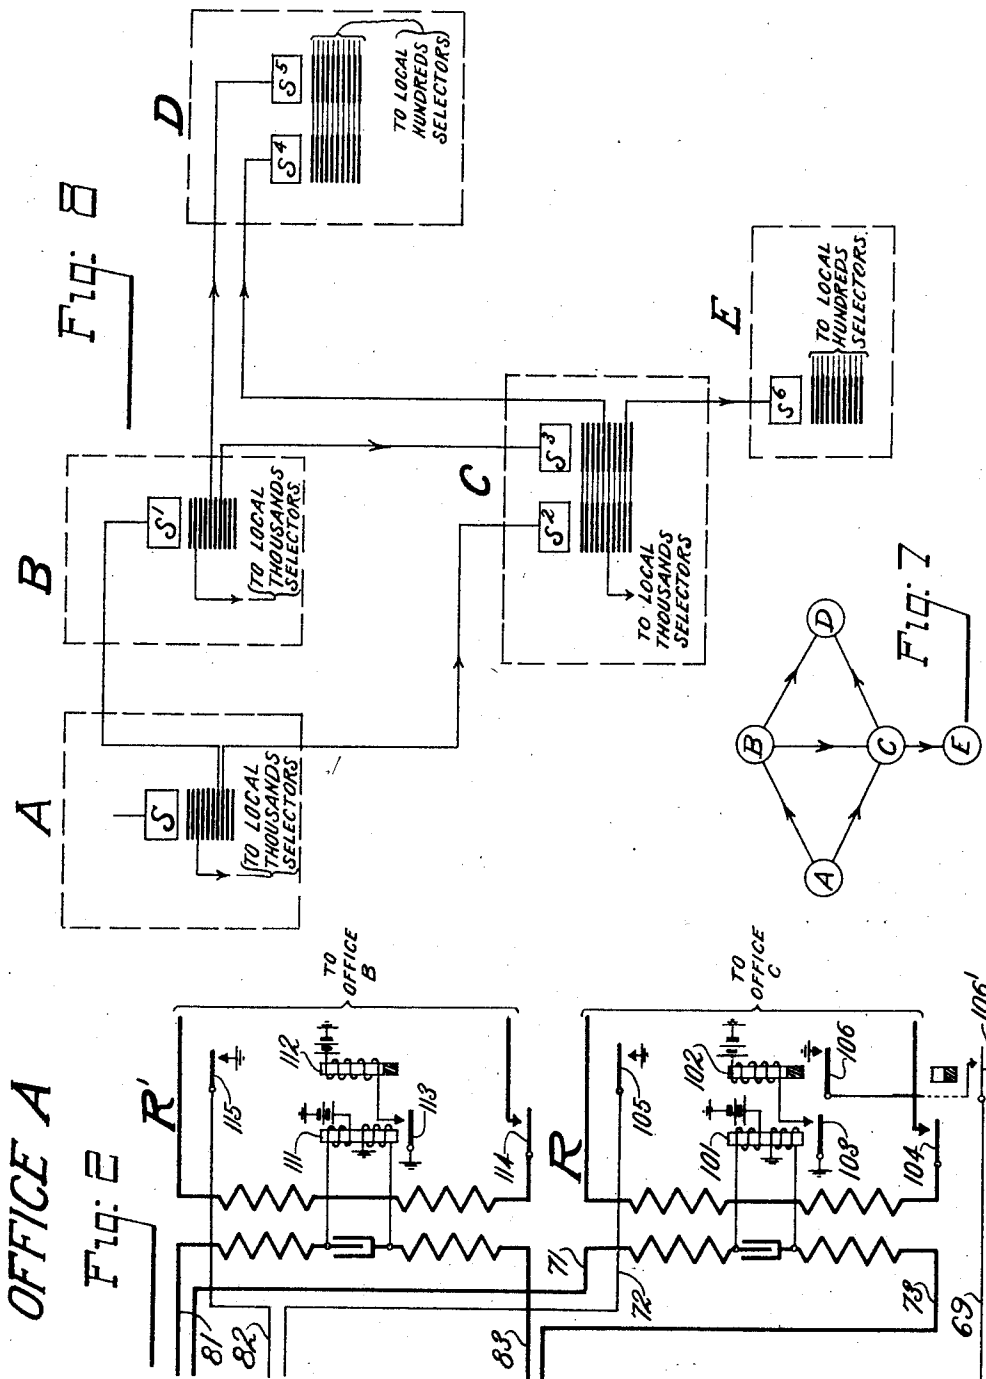 OFFICE A
Fig. 2
R'
81
82
83
115
111
112
113
114
TO
OFFICE
B
R
71
72
73
69
105
101
102
103
104
106
106'
TO
OFFICE
C
Fig. 8
A
S
TO LOCAL
THOUSANDS
SELECTORS
B
S'
TO LOCAL
THOUSANDS
SELECTORS.
C
S²
S³
TO LOCAL
THOUSANDS
SELECTORS
D
S⁴
S⁵
TO LOCAL
HUNDREDS
SELECTORS.
E
S⁶
TO LOCAL
HUNDREDS
SELECTORS.
Fig. 7
A
B
C
D
E